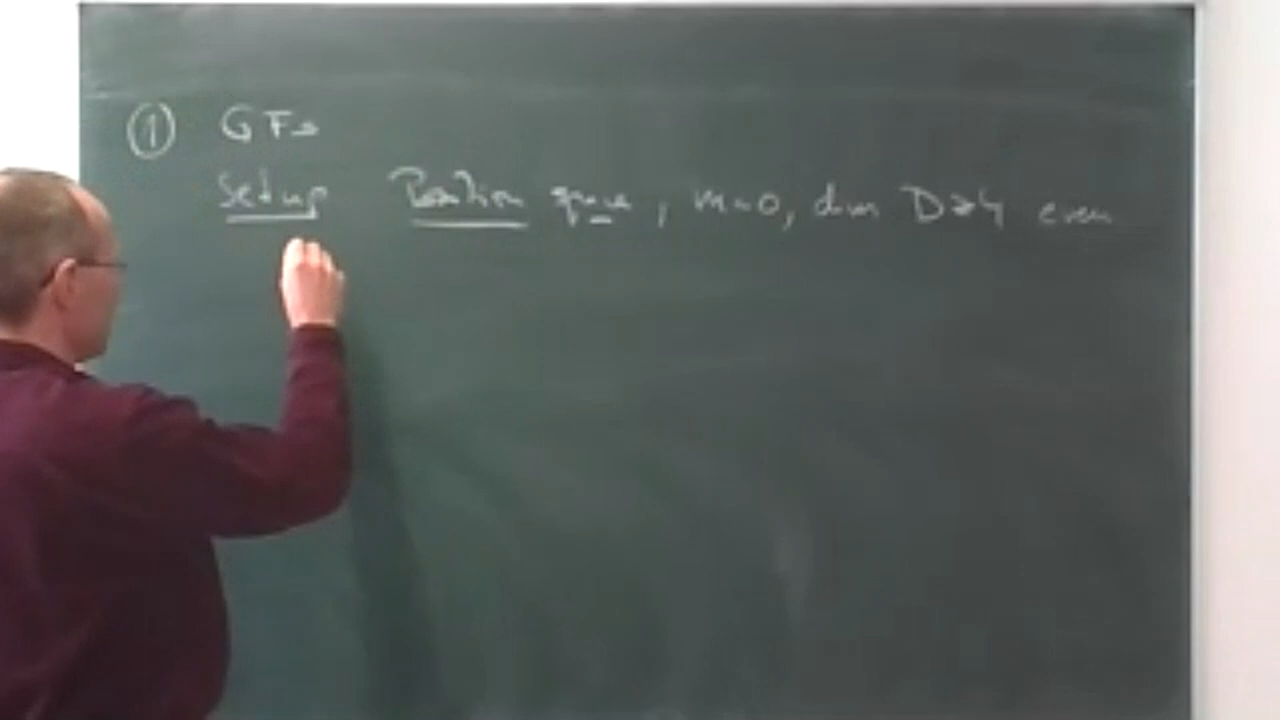 ① GFs
Setup Position space, m=0, dim D≥4 even